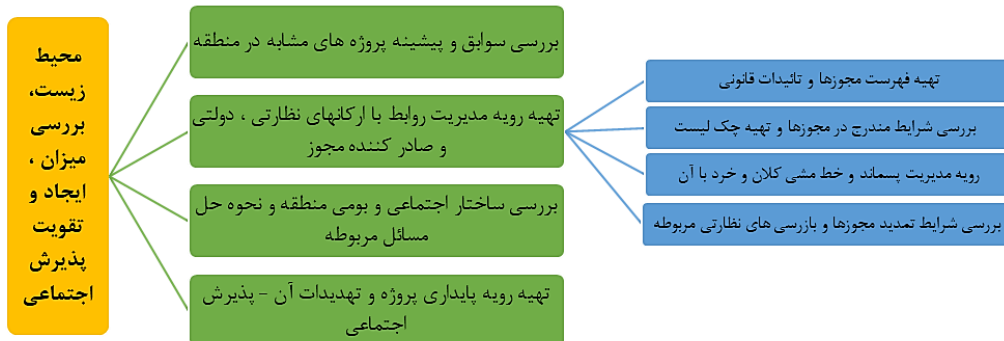 محیط
زیست،
بررسی
میزان ،
ایجاد و
تقویت
پذیرش
اجتماعی
بررسی سوابق و پیشینه پروژه های مشابه در منطقه
تهیه رویه مدیریت روابط با ارکانهای نظارتی ، دولتی
و صادر کننده مجوز
بررسی ساختار اجتماعی و بومی منطقه و نحوه حل
مسائل مربوطه
تهیه رویه پایداری پروژه و تهدیدات آن - پذیرش
اجتماعی
تهیه فهرست مجوزها و تائیدات قانونی
بررسی شرایط مندرج در مجوزها و تهیه چک لیست
رویه مدیریت پسماند و خط مشی کلان و خرد با آن
بررسی شرایط تمدید مجوزها و بازرسی های نظارتی مربوطه